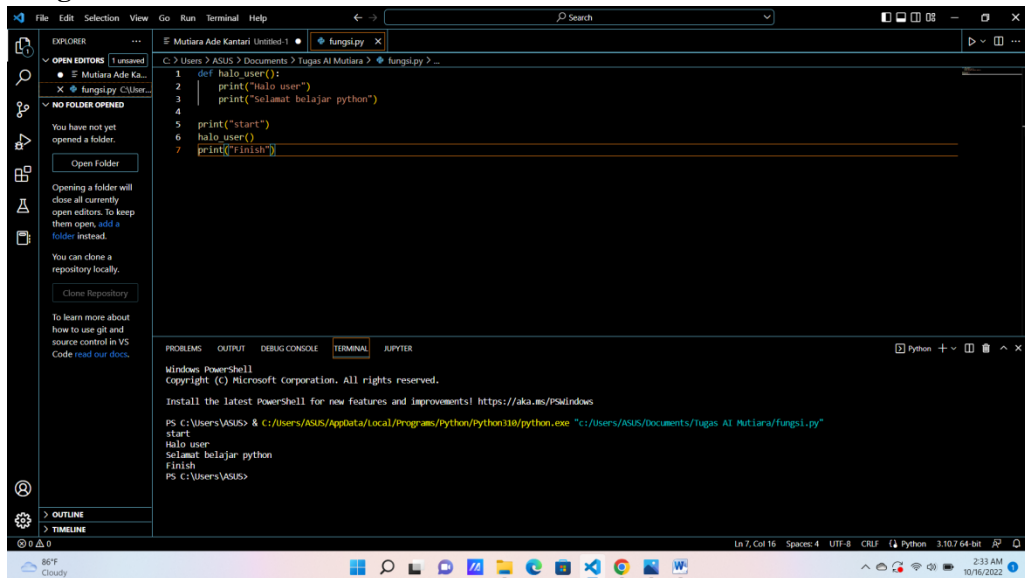 File Edit Selection View Go Run Terminal Help
Search
EXPLORER
Mutiara Ade Kantari Untitled-1
fungsi.py
OPEN EDITORS 1 unsaved
Mutiara Ade Ka...
fungsi.py C:\User...
NO FOLDER OPENED
You have not yet
opened a folder.
Open Folder
Opening a folder will
close all currently
open editors. To keep
them open, add a
folder instead.
You can clone a
repository locally.
Clone Repository
To learn more about
how to use git and
source control in VS
Code read our docs.
OUTLINE
TIMELINE
C: > Users > ASUS > Documents > Tugas AI Mutiara > fungsi.py > ...
1 def halo_user():
2 print("Halo user")
3 print("Selamat belajar python")
4
5 print("start")
6 halo_user()
7 print("Finish")
PROBLEMS OUTPUT DEBUG CONSOLE TERMINAL JUPYTER
Python
Windows PowerShell
Copyright (C) Microsoft Corporation. All rights reserved.
Install the latest PowerShell for new features and improvements! https://aka.ms/PSWindows
PS C:\Users\ASUS> & C:/Users/ASUS/AppData/Local/Programs/Python/Python310/python.exe "c:/Users/ASUS/Documents/Tugas AI Mutiara/fungsi.py"
start
Halo user
Selamat belajar python
Finish
PS C:\Users\ASUS>
0 0
Ln 7, Col 16 Spaces: 4 UTF-8 CRLF Python 3.10.7 64-bit
86°F
Cloudy
2:33 AM
10/16/2022